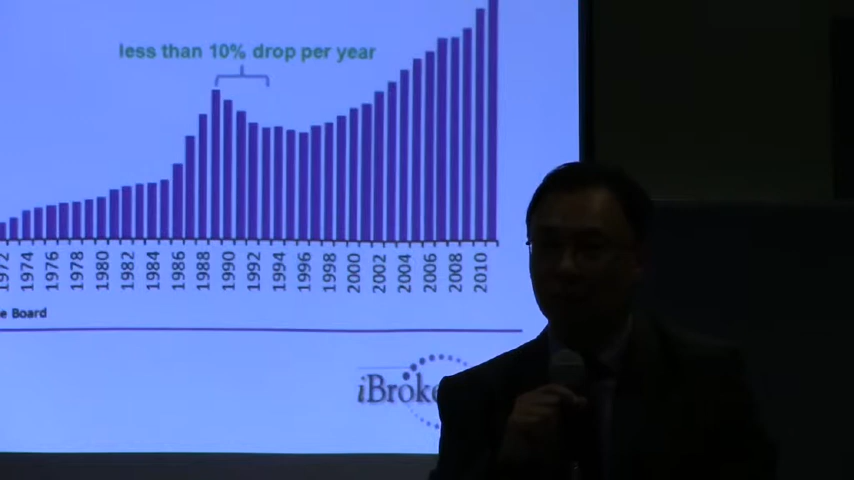 less than 10% drop per year
1972 1974 1976 1978 1980 1982 1984 1986 1988 1990 1992 1994 1996 1998 2000 2002 2004 2006 2008 2010
e Board
iBroke